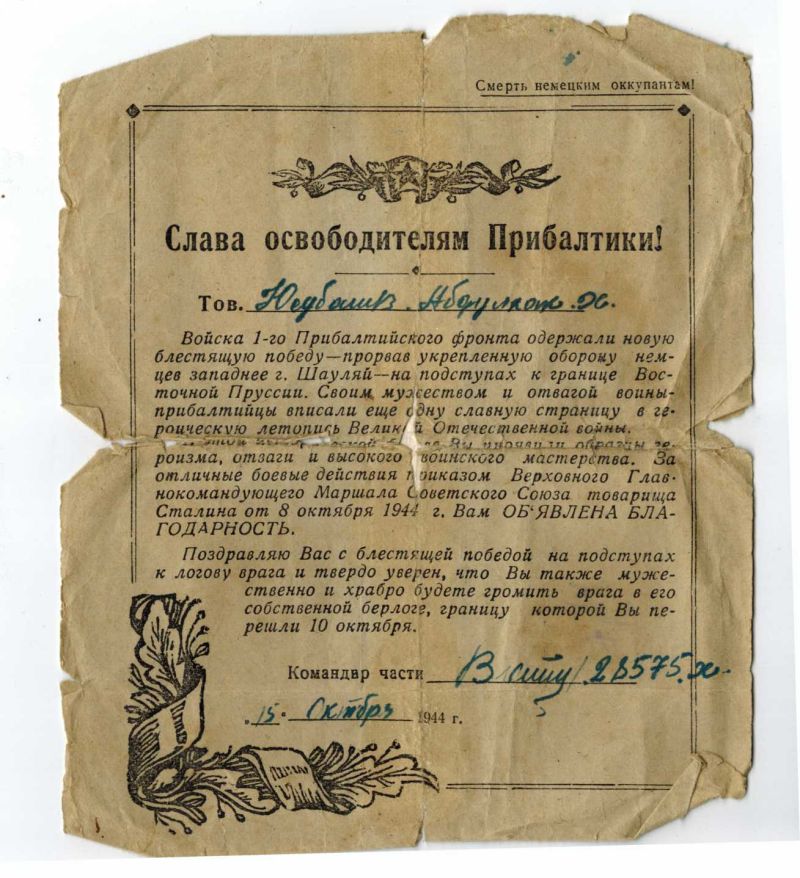 Смерть немецким оккупантам!
Слава освободителям Прибалтики!
Тов.
Войска 1-го Прибалтийского фронта одержали новую
блестящую победу—прорвав укрепленную оборону нем-
цев западнее г. Шауляй—на подступах к границе Вос-
точной Пруссии. Своим мужеством и отвагой воины-
прибалтийцы вписали еще одну славную страницу в ге-
роическую летопись Великой Отечественной войны.
Вы проявили образцы ге-
роизма, отваги и высокого воинского мастерства. За
отличные боевые действия приказом Верховного Глав-
нокомандующего Маршала Советского Союза товарища
Сталина от 8 октября 1944 г. Вам ОБ'ЯВЛЕНА БЛА-
ГОДАРНОСТЬ.
Поздравляю Вас с блестящей победой на подступах
к логову врага и твердо уверен, что Вы также муже-
ственно и храбро будете громить врага в его
собственной берлоге, границу которой Вы пе-
решли 10 октября.
Командир части
„15" Октября 1944 г.